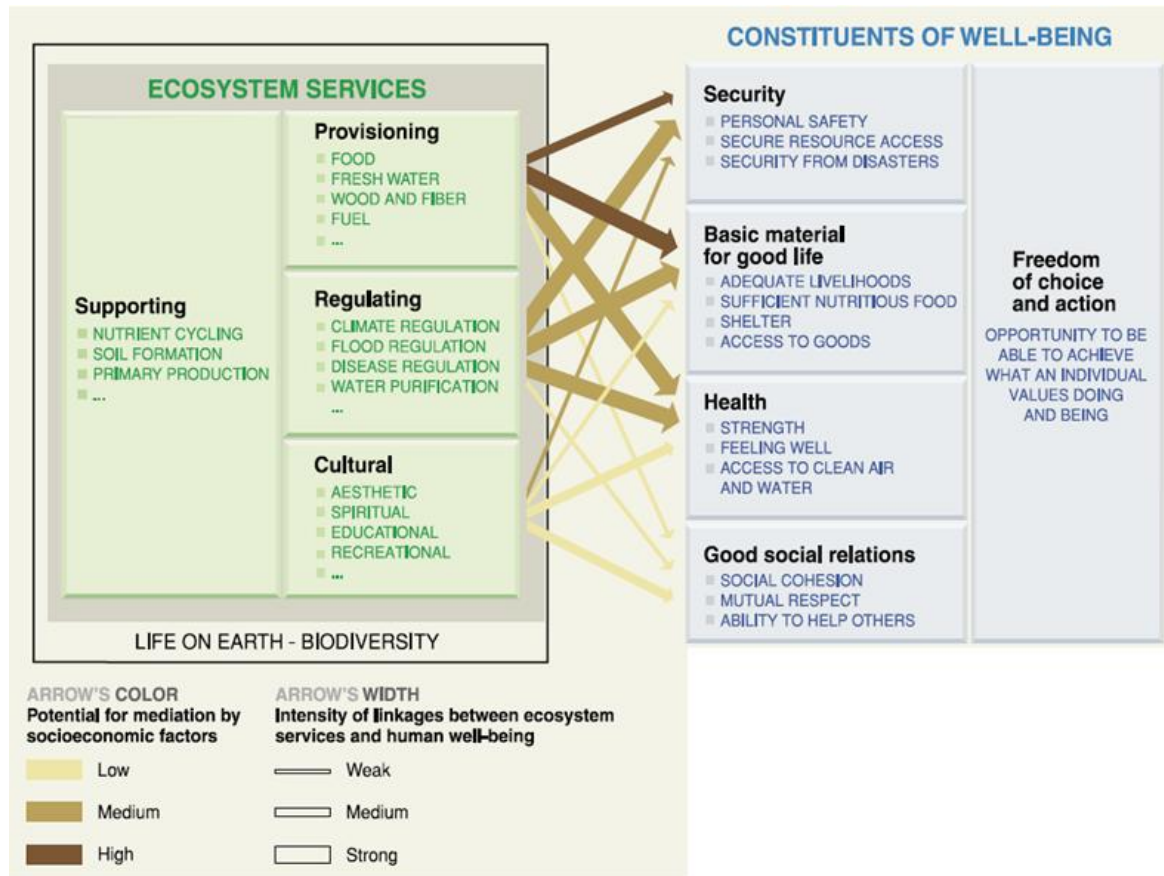 CONSTITUENTS OF WELL-BEING
ECOSYSTEM SERVICES
Supporting
NUTRIENT CYCLING
SOIL FORMATION
PRIMARY PRODUCTION
...
Provisioning
FOOD
FRESH WATER
WOOD AND FIBER
FUEL
...
Regulating
CLIMATE REGULATION
FLOOD REGULATION
DISEASE REGULATION
WATER PURIFICATION
...
Cultural
AESTHETIC
SPIRITUAL
EDUCATIONAL
RECREATIONAL
...
LIFE ON EARTH - BIODIVERSITY
Security
PERSONAL SAFETY
SECURE RESOURCE ACCESS
SECURITY FROM DISASTERS
Basic material
for good life
ADEQUATE LIVELIHOODS
SUFFICIENT NUTRITIOUS FOOD
SHELTER
ACCESS TO GOODS
Health
STRENGTH
FEELING WELL
ACCESS TO CLEAN AIR
AND WATER
Good social relations
SOCIAL COHESION
MUTUAL RESPECT
ABILITY TO HELP OTHERS
Freedom
of choice
and action
OPPORTUNITY TO BE
ABLE TO ACHIEVE
WHAT AN INDIVIDUAL
VALUES DOING
AND BEING
ARROW'S COLOR
Potential for mediation by
socioeconomic factors
Low
Medium
High
ARROW'S WIDTH
Intensity of linkages between ecosystem
services and human well-being
Weak
Medium
Strong